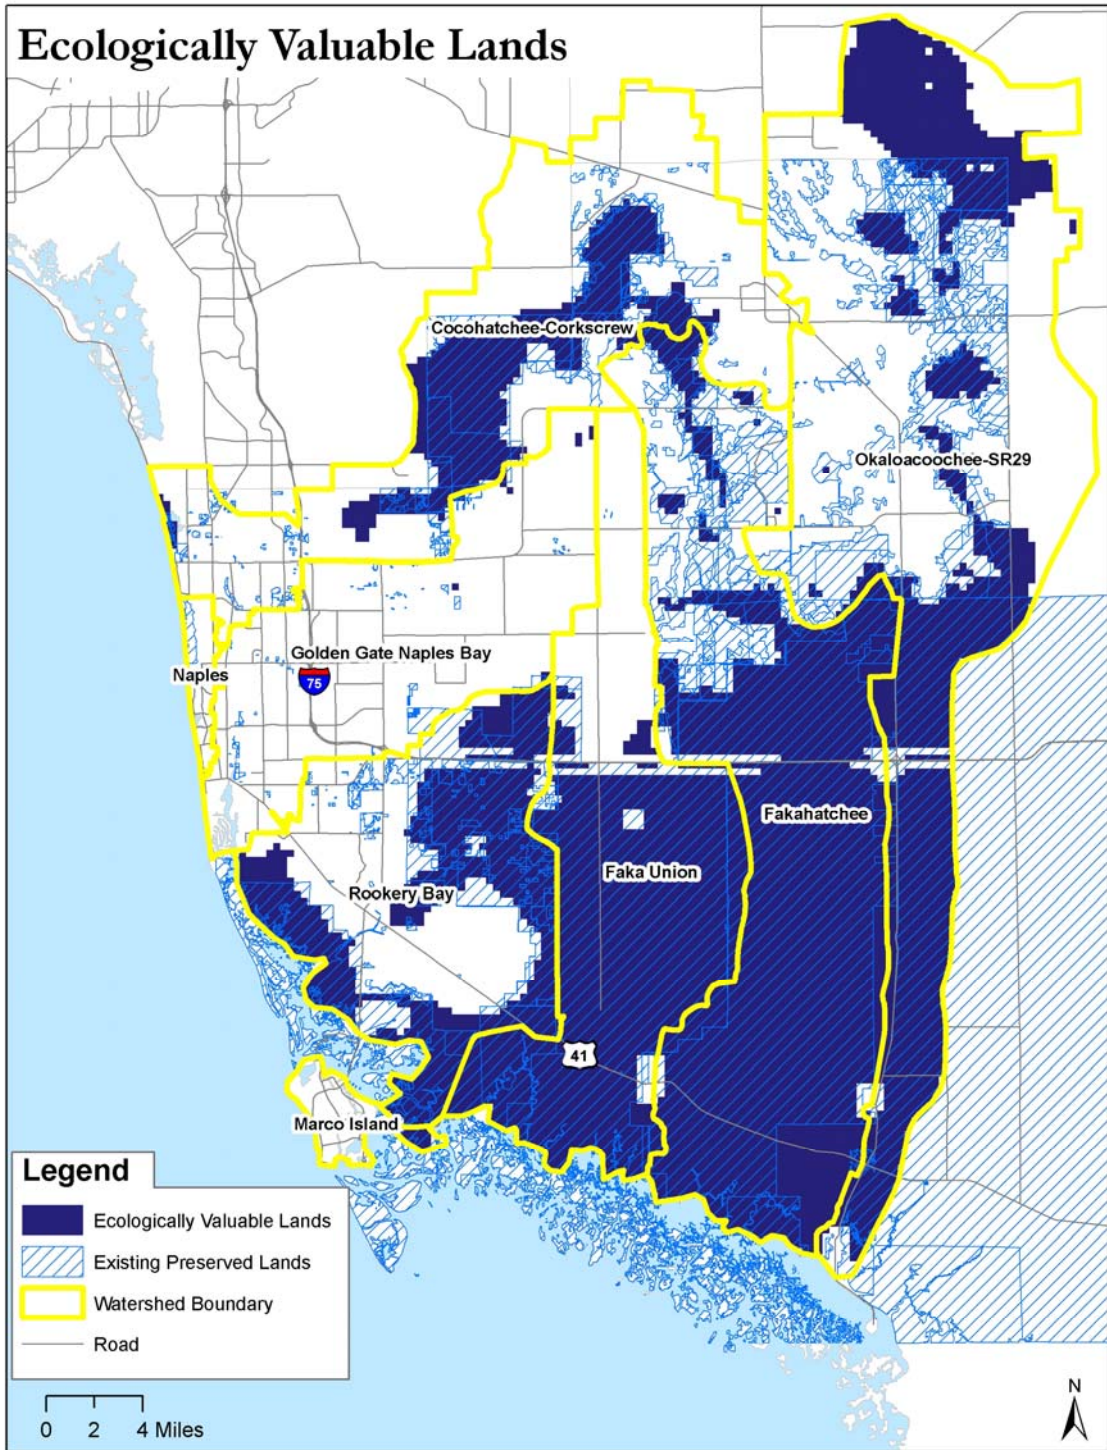 Ecologically Valuable Lands
Cocohatchee-Corkscrew
Okaloacoochee-SR29
Golden Gate Naples Bay
Naples
75
Fakahatchee
Faka Union
Rookery Bay
41
Marco Island
Legend
Ecologically Valuable Lands
Existing Preserved Lands
Watershed Boundary
Road
0 2 4 Miles
N